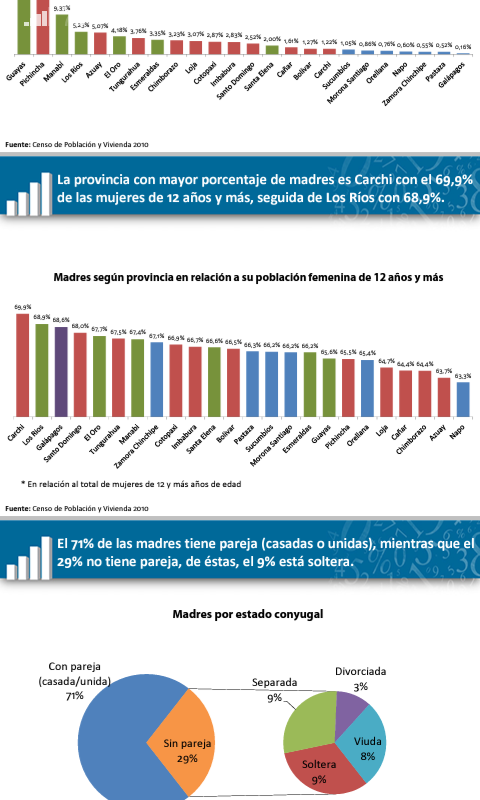 9,37%
5,23% 5,07% 4,18% 3,76% 3,35% 3,23% 3,07% 2,87% 2,83% 2,52% 2,00% 1,61% 1,27% 1,22% 1,05% 0,86% 0,76% 0,60% 0,55% 0,52% 0,16%
Guayas Pichincha Manabí Los Ríos Azuay El Oro Tungurahua Esmeraldas Chimborazo Loja Cotopaxi Imbabura Santo Domingo Santa Elena Cañar Bolívar Carchi Sucumbíos Morona Santiago Orellana Napo Zamora Chinchipe Pastaza Galápagos
Fuente: Censo de Población y Vivienda 2010
La provincia con mayor porcentaje de madres es Carchi con el 69,9%
de las mujeres de 12 años y más, seguida de Los Ríos con 68,9%.
Madres según provincia en relación a su población femenina de 12 años y más
69,9% 68,9% 68,6% 68,0% 67,7% 67,5% 67,4% 67,1% 66,9% 66,7% 66,6% 66,5% 66,3% 66,2% 66,2% 66,2% 65,6% 65,5% 65,4% 64,7% 64,4% 64,4% 63,7% 63,3%
Carchi Los Ríos Galápagos Santo Domingo El Oro Tungurahua Manabí Zamora Chinchipe Cotopaxi Imbabura Santa Elena Bolívar Pastaza Sucumbíos Morona Santiago Esmeraldas Guayas Pichincha Orellana Loja Cañar Chimborazo Azuay Napo
* En relación al total de mujeres de 12 y más años de edad
Fuente: Censo de Población y Vivienda 2010
El 71% de las madres tiene pareja (casadas o unidas), mientras que el
29% no tiene pareja, de éstas, el 9% está soltera.
Madres por estado conyugal
Con pareja
(casada/unida)
71%
Sin pareja
29%
Separada
9%
Divorciada
3%
Viuda
8%
Soltera
9%